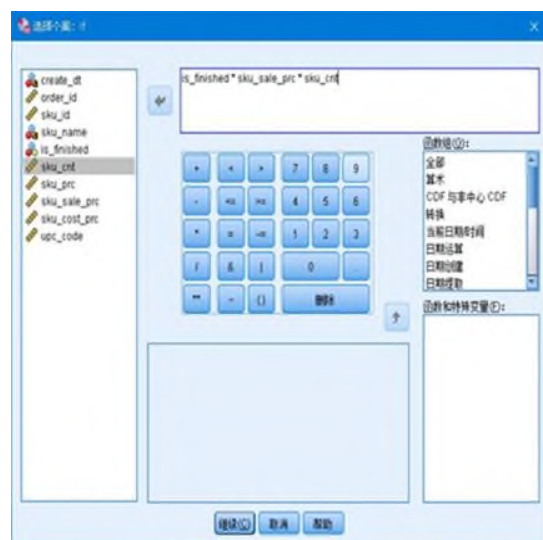 选择个案: if
create_dt
order_id
sku_id
sku_name
is_finished
sku_cnt
sku_prc
sku_sale_prc
sku_cost_prc
upc_code
is_finished * sku_sale_prc * sku_cnt
+ < > 7 8 9
- <= >= 4 5 6
* = ~= 1 2 3
/ & | 0 .
** ~ () 删除
函数组(G):
全部
算术
CDF 与非中心 CDF
转换
当前日期/时间
日期运算
日期创建
日期提取
函数和特殊变量(F):
继续(C) 取消 帮助